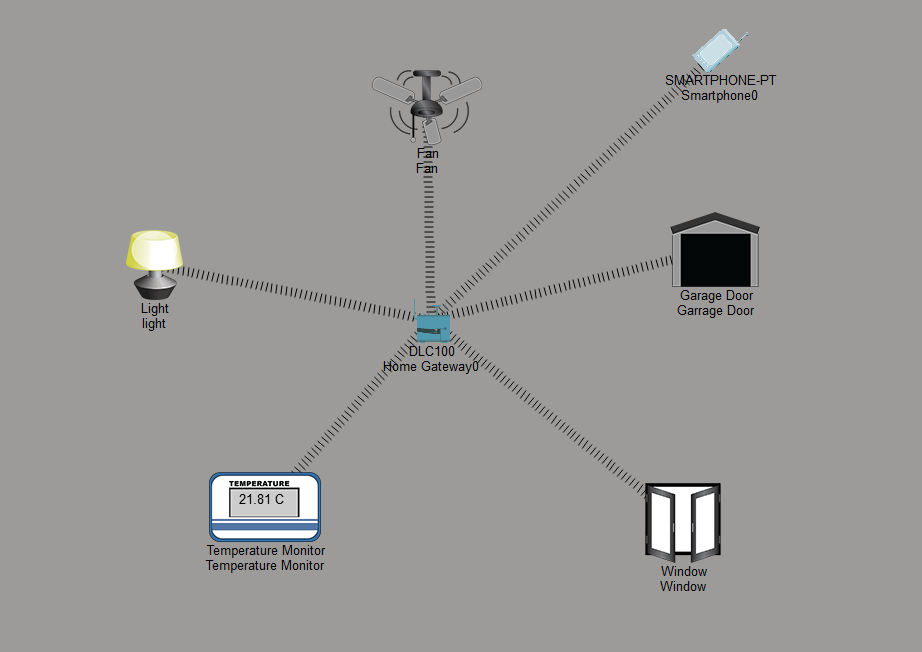 SMARTPHONE-PT
Smartphone0
Fan
Fan
Light
light
Garage Door
Garrage Door
DLC100
Home Gateway0
TEMPERATURE
21.81 C
Temperature Monitor
Temperature Monitor
Window
Window